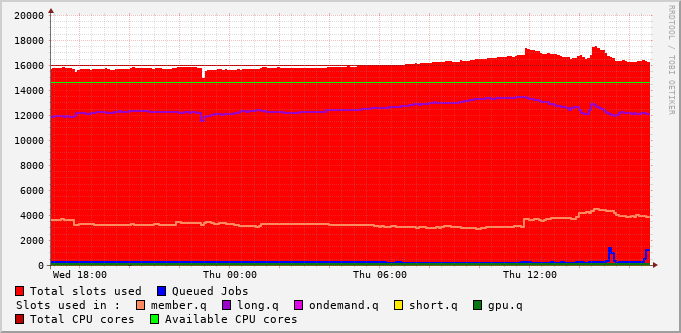 RRDTOOL / TOBI OETIKER
20000
18000
16000
14000
12000
10000
8000
6000
4000
2000
0
Wed 18:00 Thu 00:00 Thu 06:00 Thu 12:00
Total slots used Queued Jobs
Slots used in : member.q long.q ondemand.q short.q gpu.q
Total CPU cores Available CPU cores